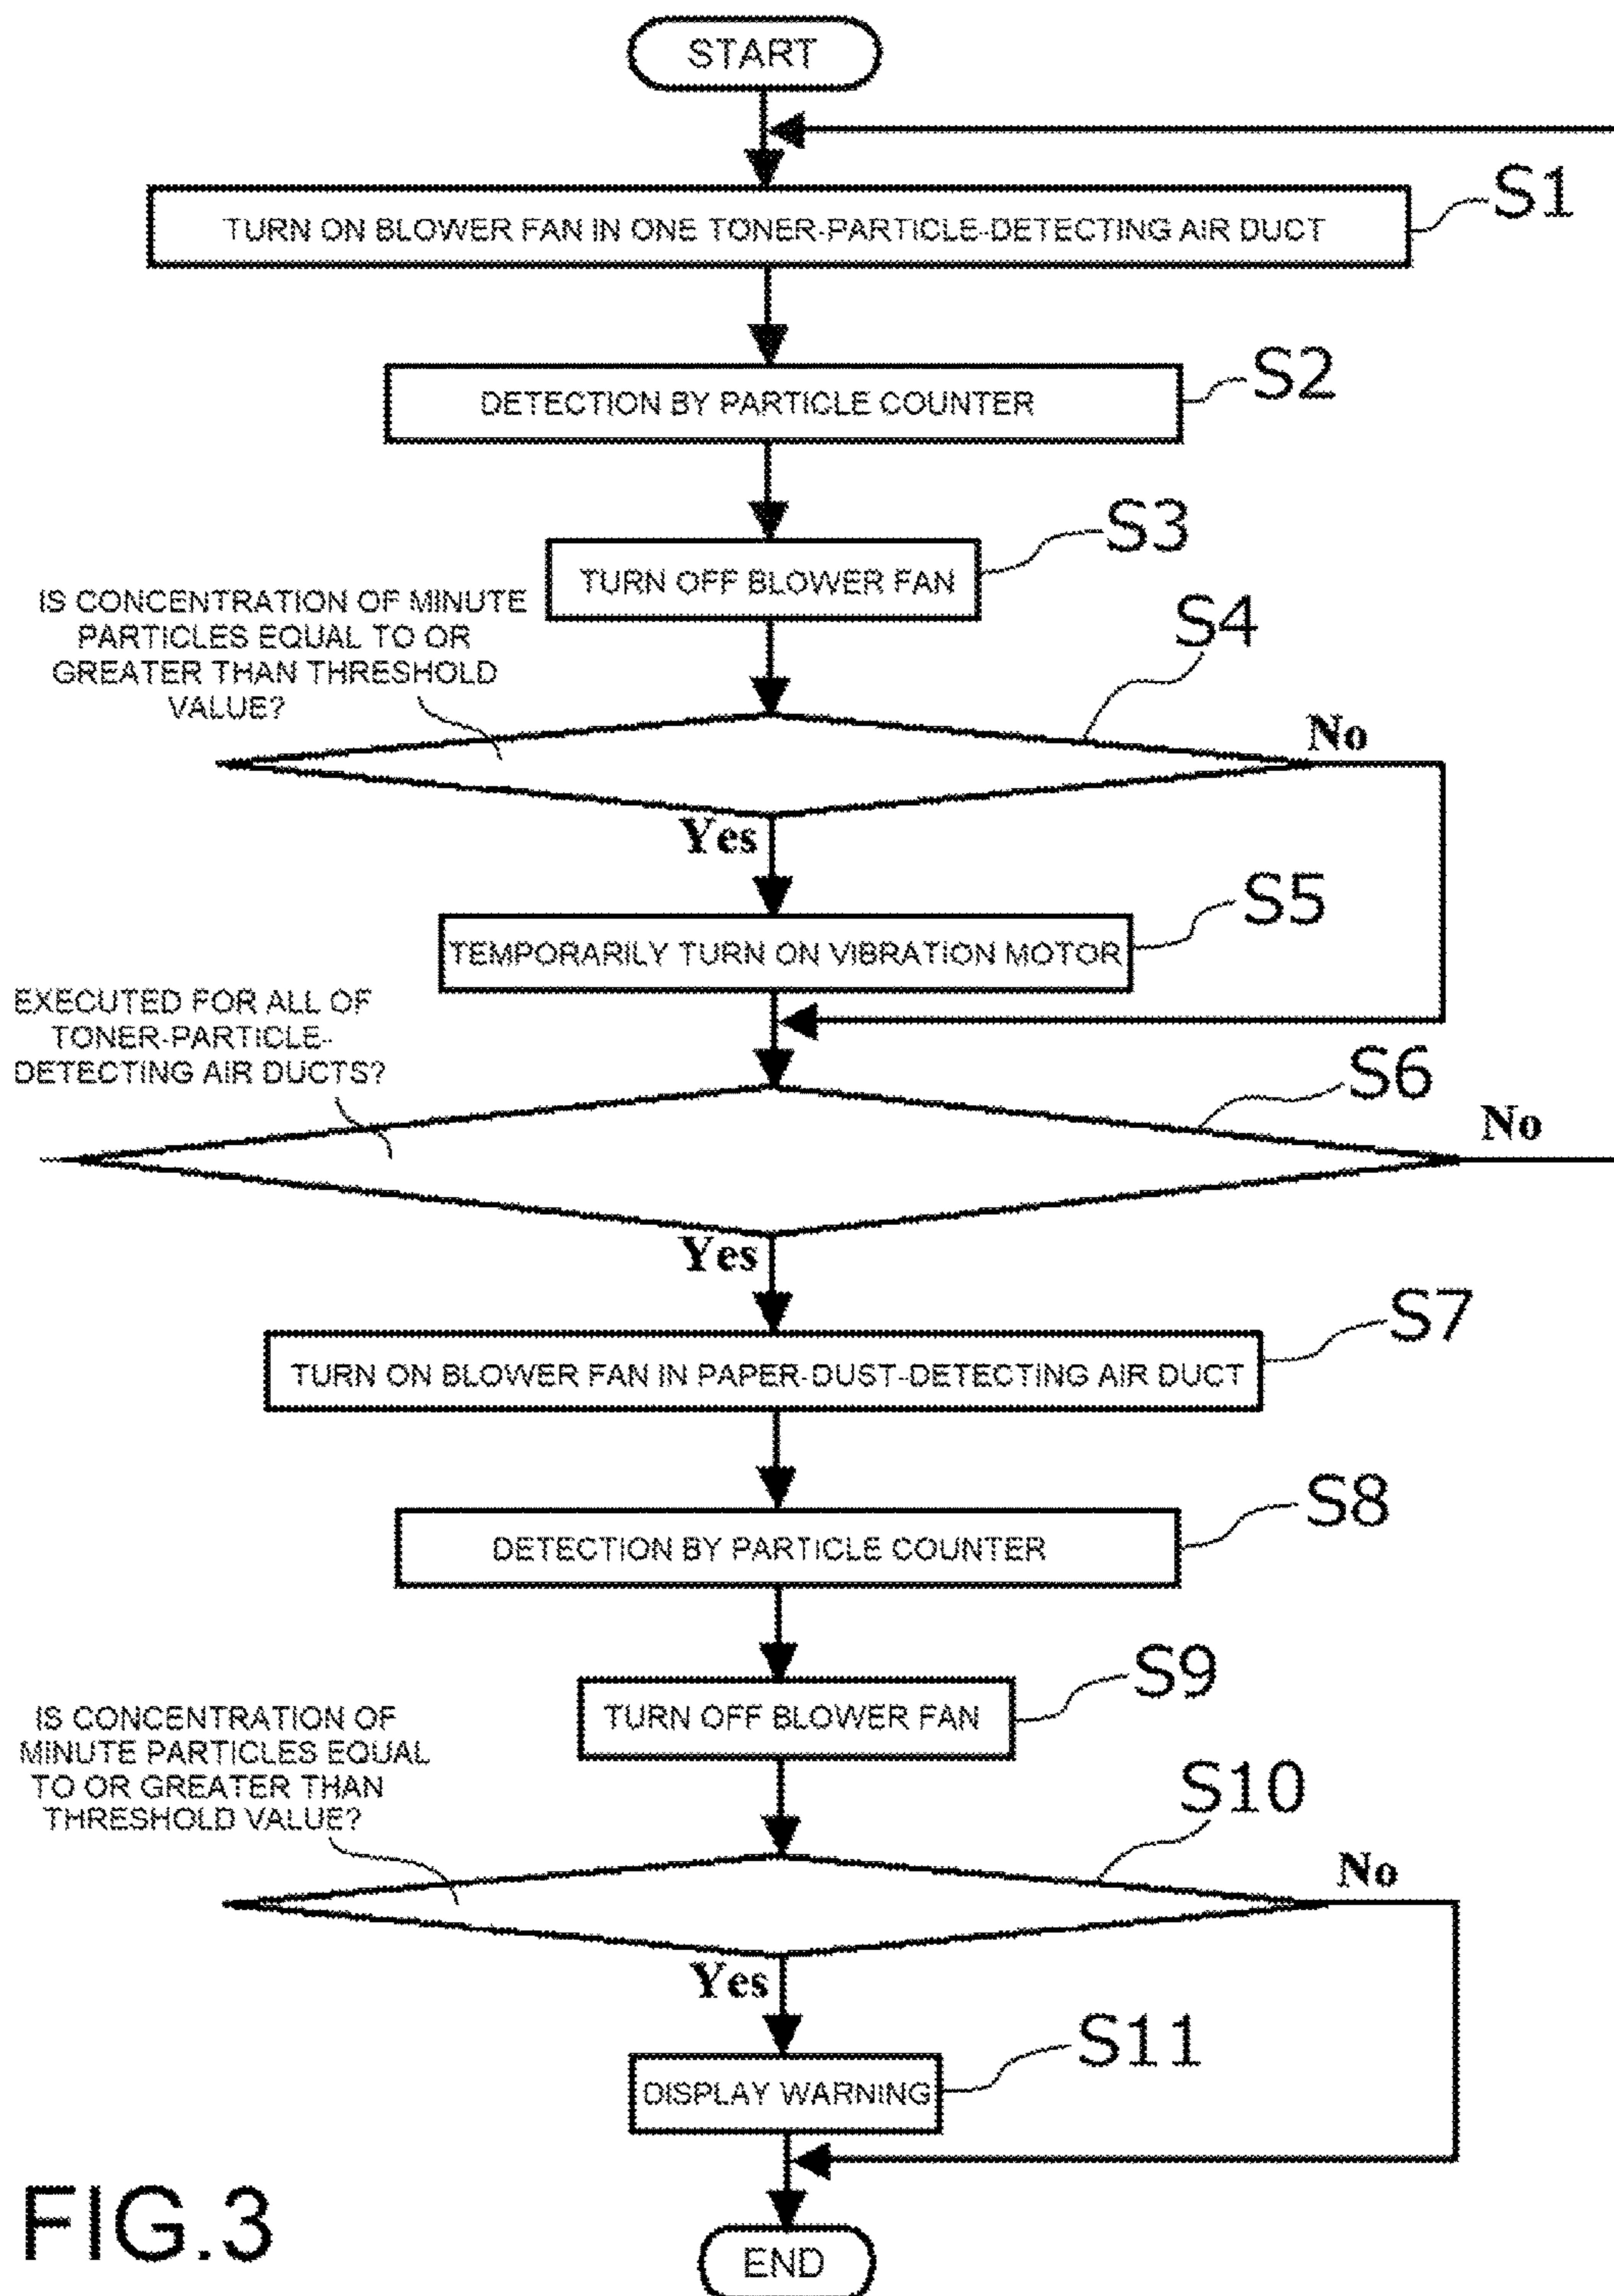 START
TURN ON BLOWER FAN IN ONE TONER-PARTICLE-DETECTING AIR DUCT
S1
DETECTION BY PARTICLE COUNTER
S2
TURN OFF BLOWER FAN
S3
IS CONCENTRATION OF MINUTE
PARTICLES EQUAL TO OR
GREATER THAN THRESHOLD
VALUE?
S4
No
Yes
TEMPORARILY TURN ON VIBRATION MOTOR
S5
EXECUTED FOR ALL OF
TONER-PARTICLE-
DETECTING AIR DUCTS?
S6
No
Yes
TURN ON BLOWER FAN IN PAPER-DUST-DETECTING AIR DUCT
S7
DETECTION BY PARTICLE COUNTER
S8
TURN OFF BLOWER FAN
S9
IS CONCENTRATION OF
MINUTE PARTICLES EQUAL
TO OR GREATER THAN
THRESHOLD VALUE?
S10
No
Yes
DISPLAY WARNING
S11
END
FIG.3